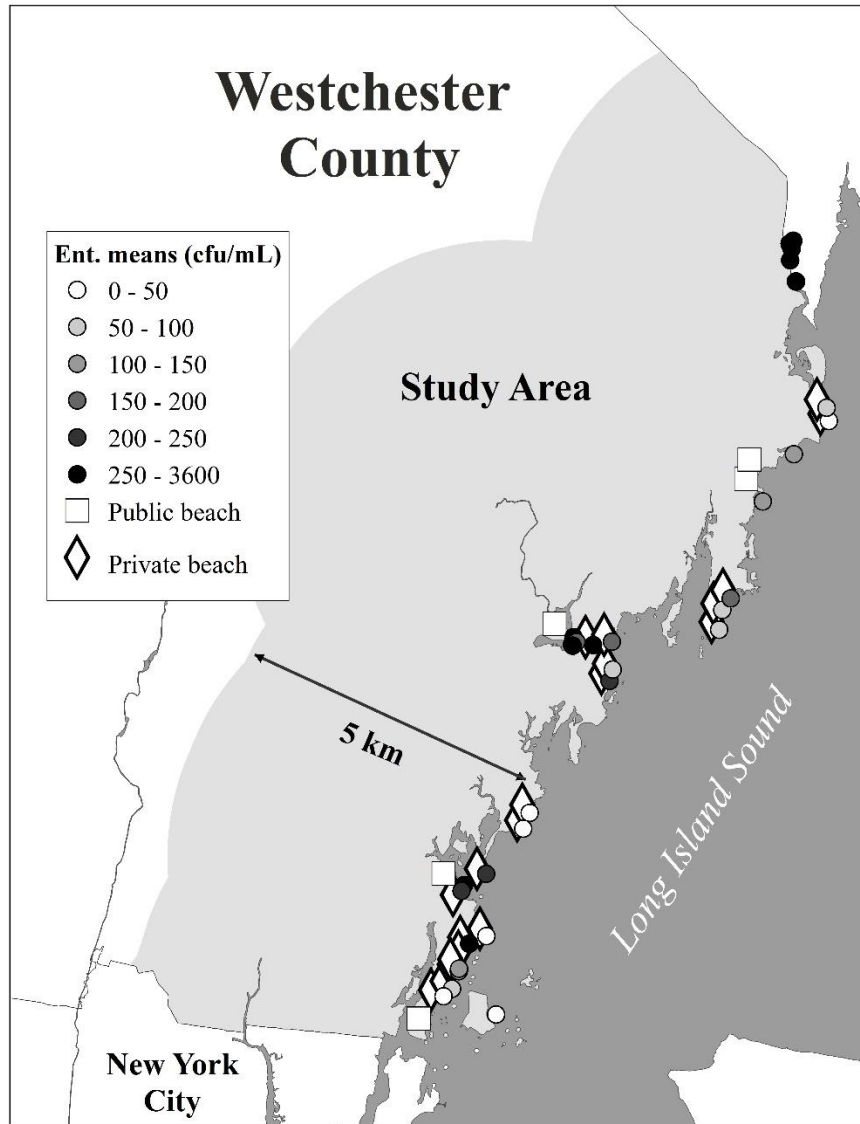 Westchester
County
Ent. means (cfu/mL)
0 - 50
50 - 100
100 - 150
150 - 200
200 - 250
250 - 3600
Public beach
Private beach
Study Area
5 km
Long Island Sound
New York
City